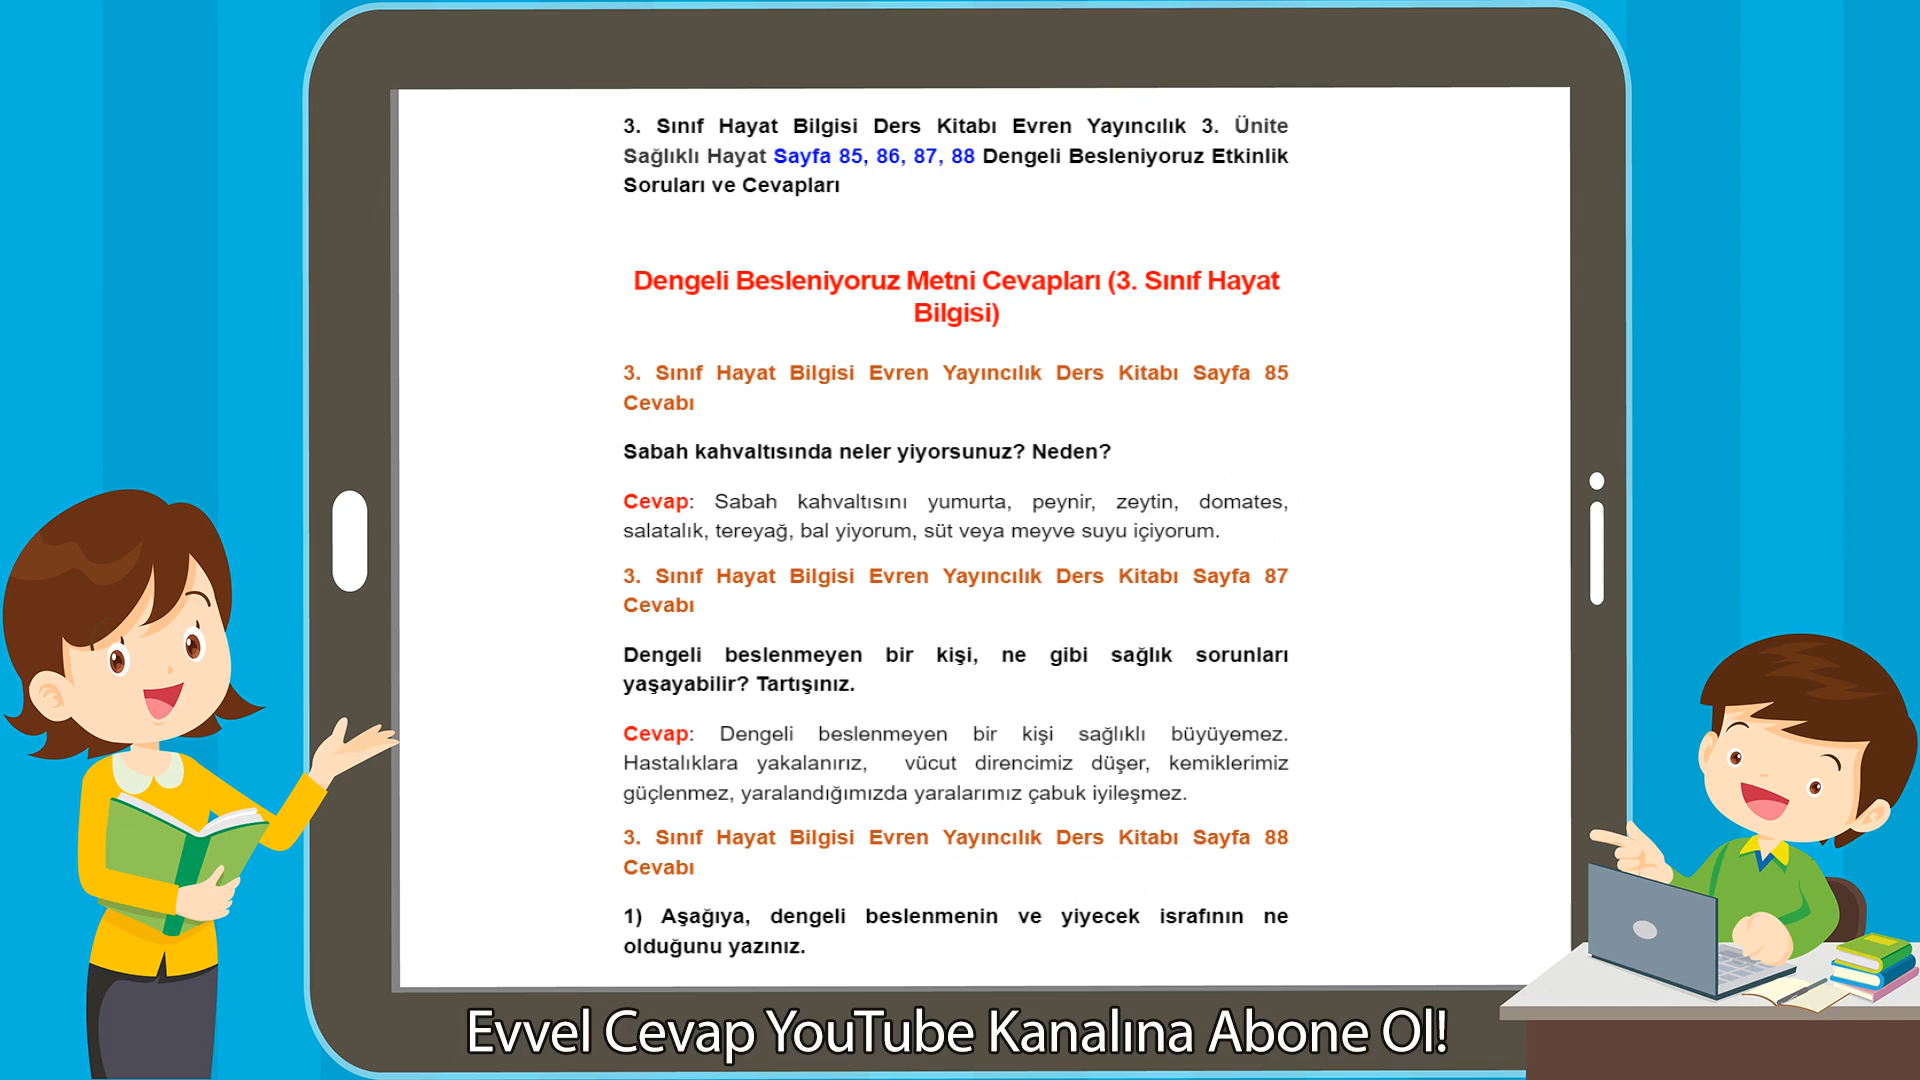 3. Sınıf Hayat Bilgisi Ders Kitabı Evren Yayıncılık 3. Ünite
Sağlıklı Hayat Sayfa 85, 86, 87, 88 Dengeli Besleniyoruz Etkinlik
Soruları ve Cevapları
Dengeli Besleniyoruz Metni Cevapları (3. Sınıf Hayat
Bilgisi)
3. Sınıf Hayat Bilgisi Evren Yayıncılık Ders Kitabı Sayfa 85
Cevabı
Sabah kahvaltısında neler yiyorsunuz? Neden?
Cevap: Sabah kahvaltısını yumurta, peynir, zeytin, domates,
salatalık, tereyağ, bal yiyorum, süt veya meyve suyu içiyorum.
3. Sınıf Hayat Bilgisi Evren Yayıncılık Ders Kitabı Sayfa 87
Cevabı
Dengeli beslenmeyen bir kişi, ne gibi sağlık sorunları
yaşayabilir? Tartışınız.
Cevap: Dengeli beslenmeyen bir kişi sağlıklı büyüyemez.
Hastalıklara yakalanırız, vücut direncimiz düşer, kemiklerimiz
güçlenmez, yaralandığımızda yaralarımız çabuk iyileşmez.
3. Sınıf Hayat Bilgisi Evren Yayıncılık Ders Kitabı Sayfa 88
Cevabı
1) Aşağıya, dengeli beslenmenin ve yiyecek israfının ne
olduğunu yazınız.
Evvel Cevap YouTube Kanalına Abone Ol!